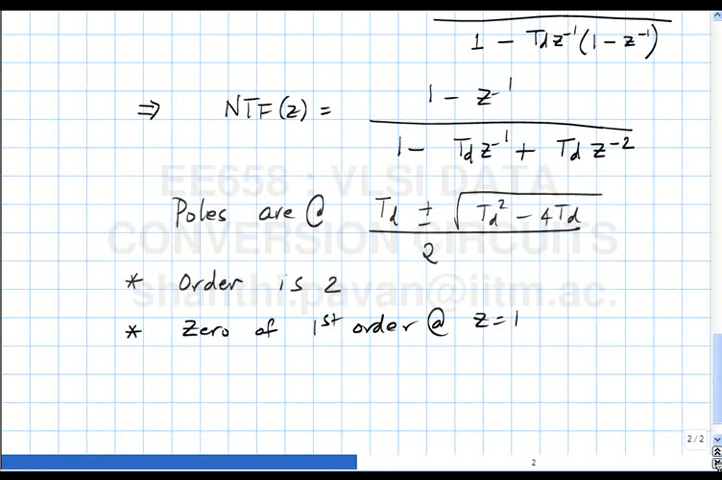 1 - Td z⁻¹(1 - z⁻¹)
⇒ NTF(z) = (1 - z⁻¹) / (1 - Td z⁻¹ + Td z⁻²)
EE658 : VLSI DATA
Poles are @ (Td ± √(Td² - 4Td)) / 2
CONVERSION CIRCUITS
* Order is 2
shanthi.pavan@iitm.ac.
* Zero of 1st order @ z=1
2/2
2